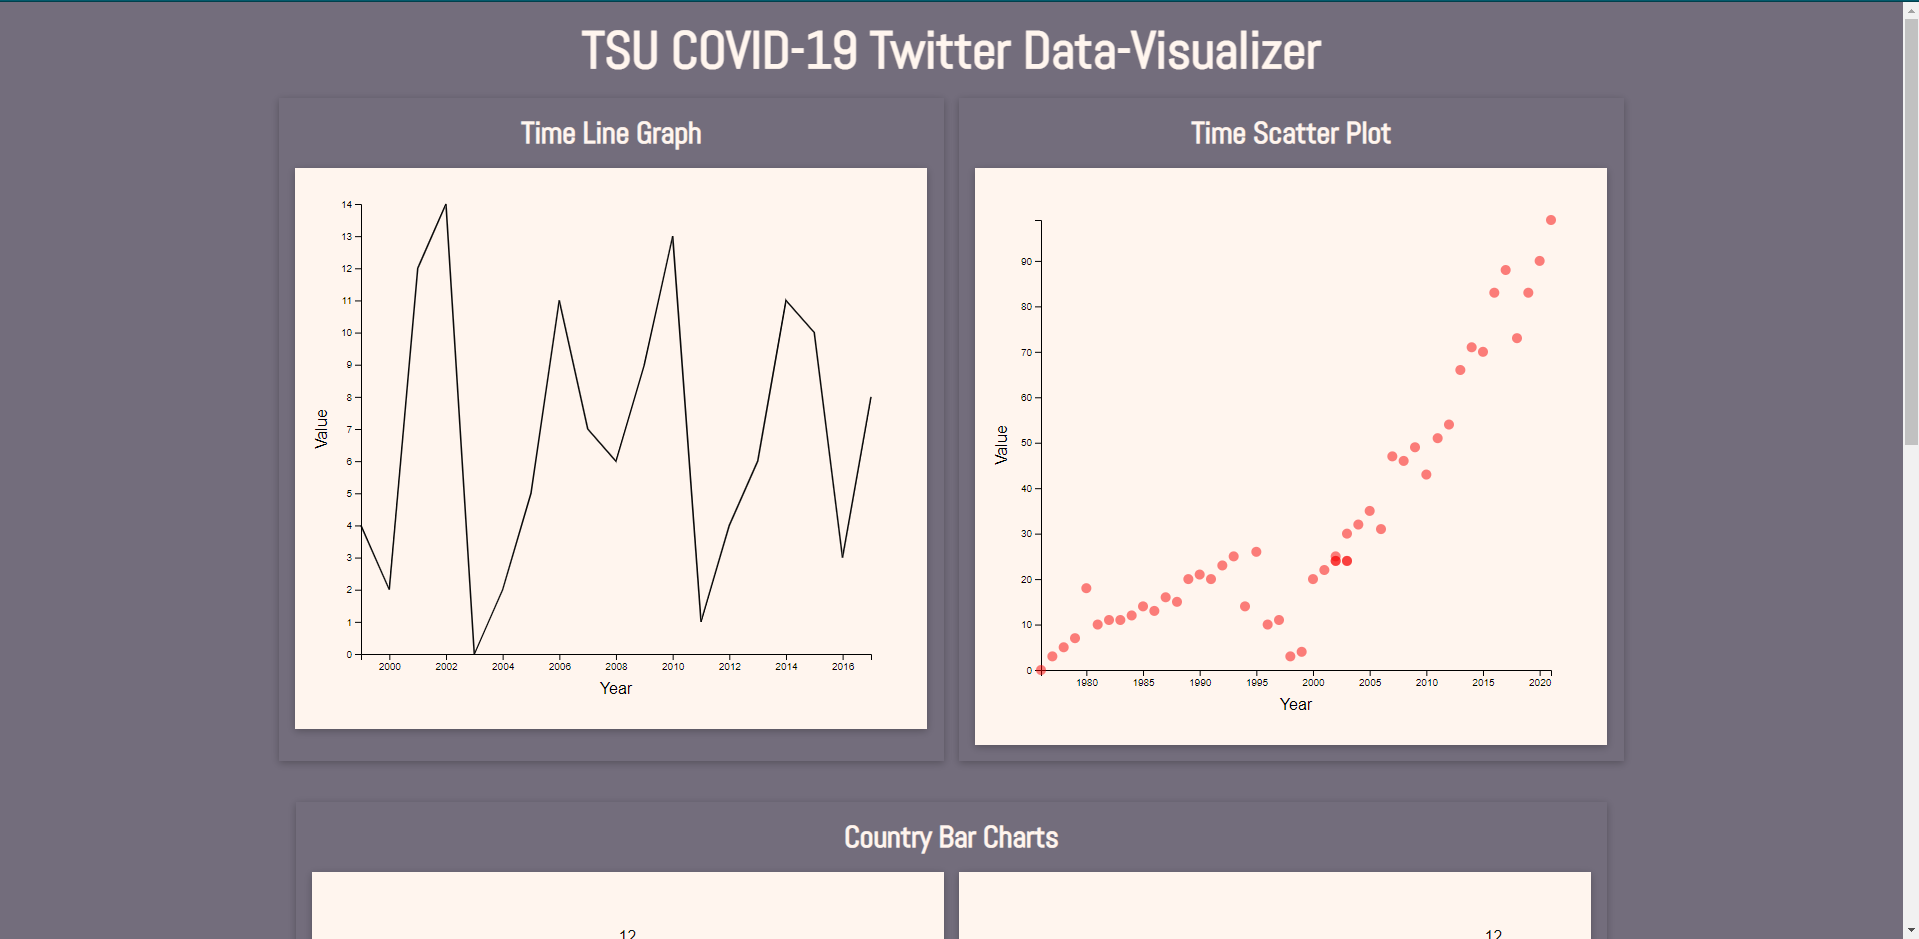 TSU COVID-19 Twitter Data-Visualizer
Time Line Graph
14
13
12
11
10
9
8
7
6
5
4
3
2
1
0
Value
2000 2002 2004 2006 2008 2010 2012 2014 2016
Year
Time Scatter Plot
90
80
70
60
50
40
30
20
10
0
Value
1980 1985 1990 1995 2000 2005 2010 2015 2020
Year
Country Bar Charts
12
12